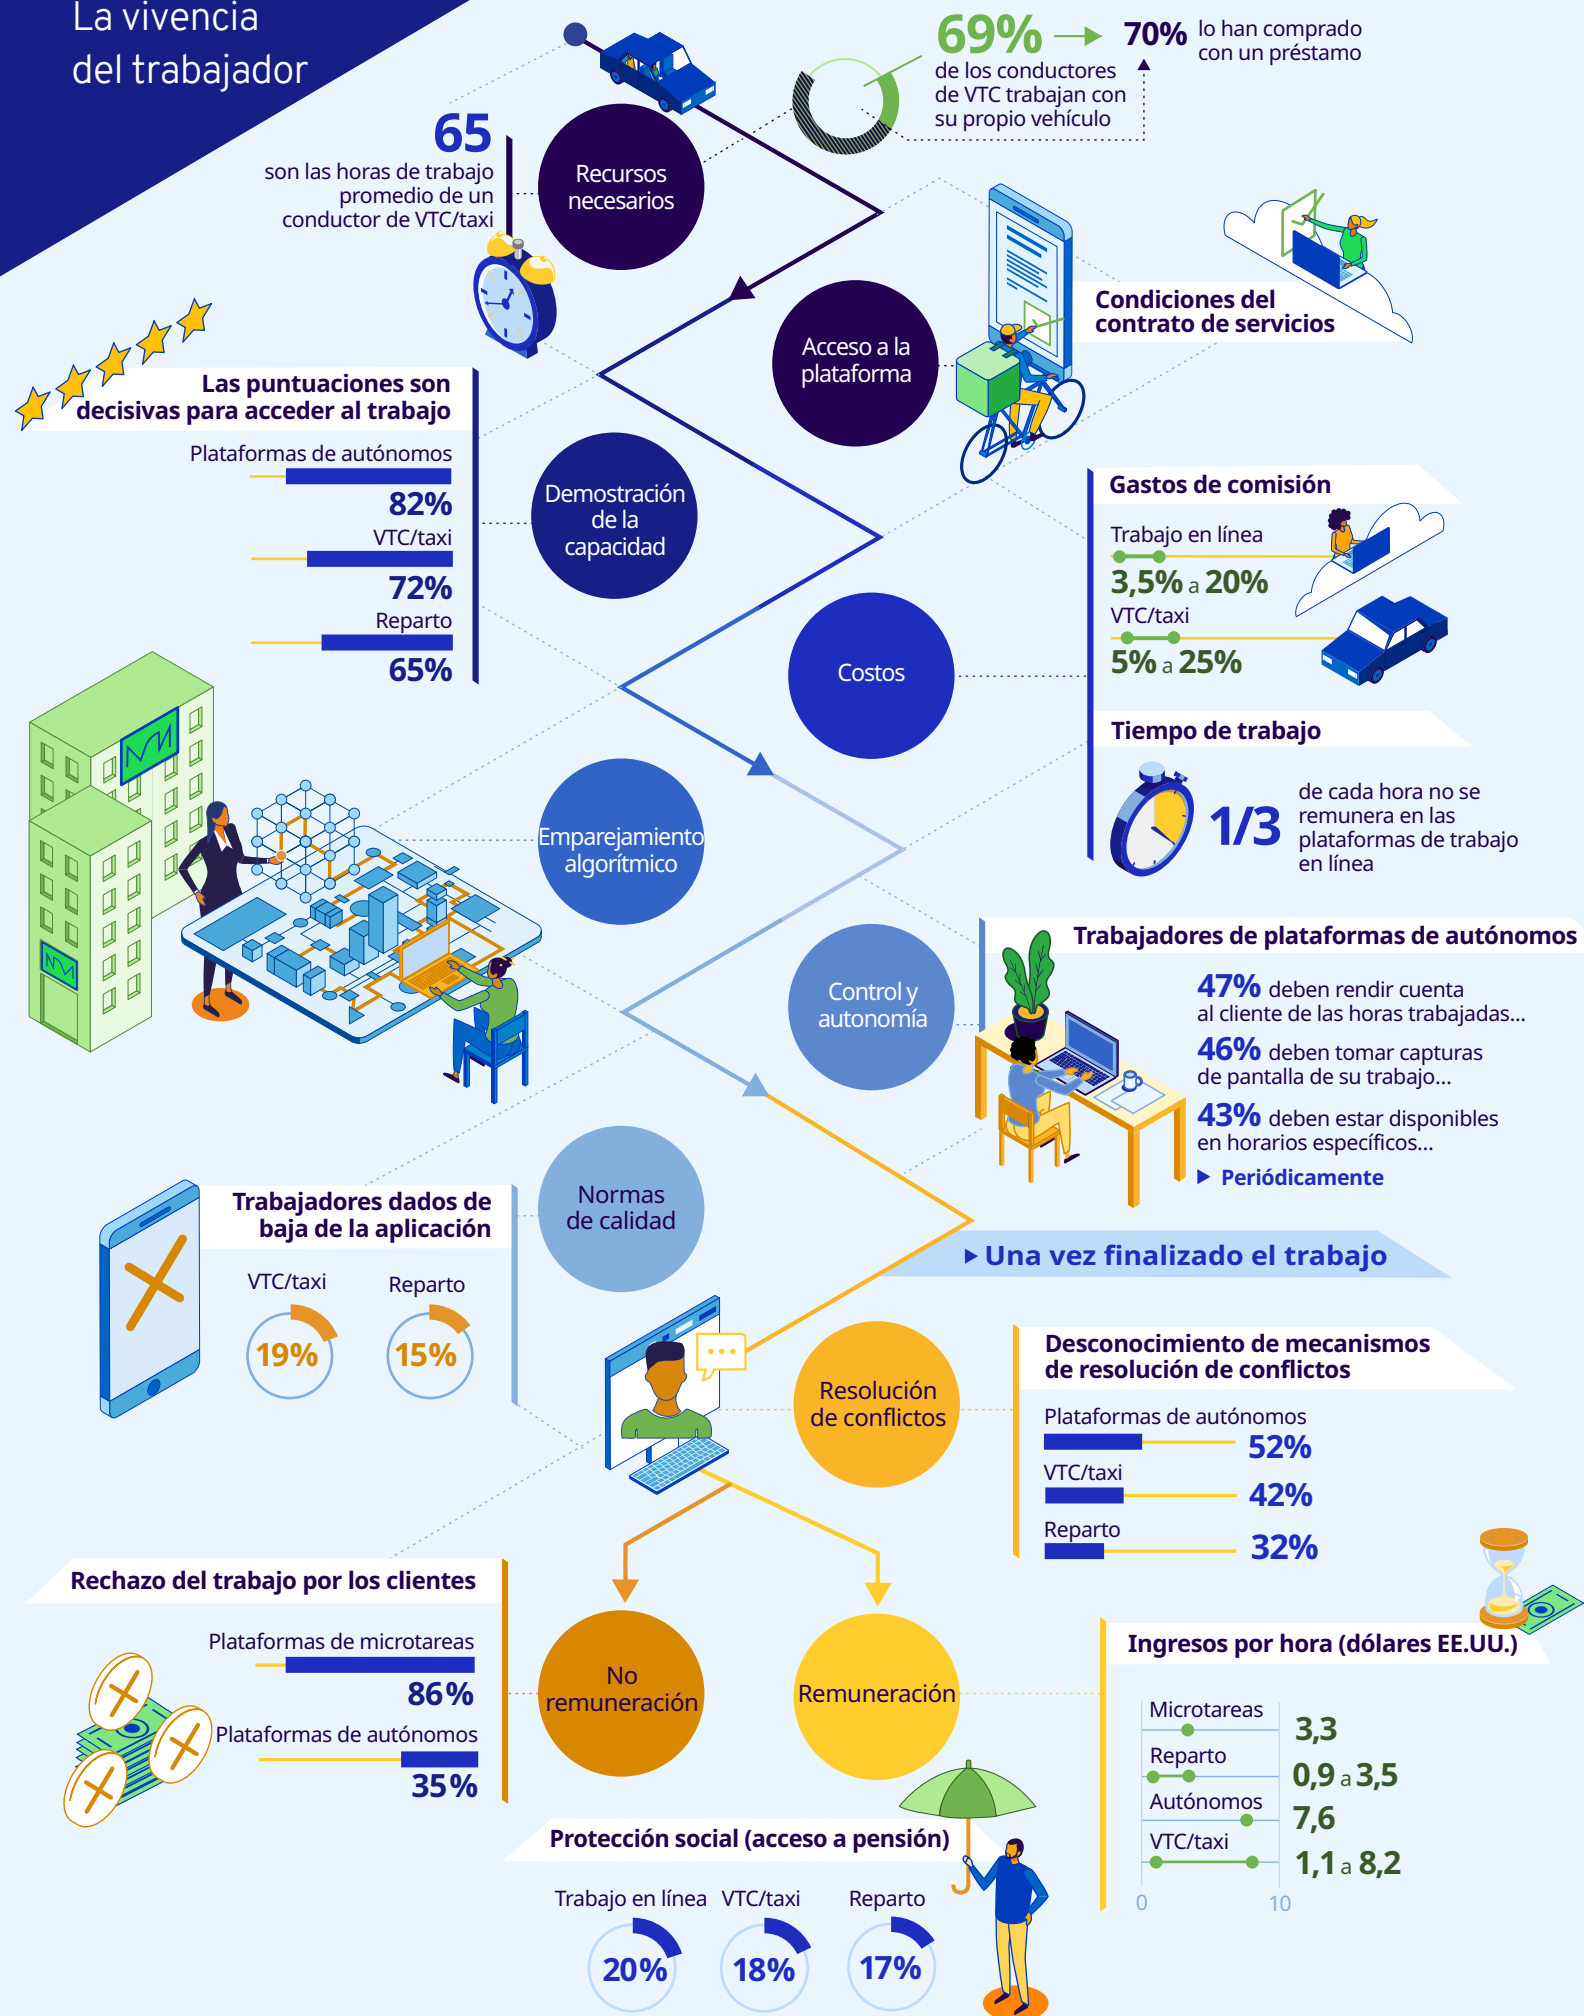 La vivencia
del trabajador
69%
de los conductores
de VTC trabajan con
su propio vehículo
70% lo han comprado
con un préstamo
65
son las horas de trabajo
promedio de un
conductor de VTC/taxi
Recursos
necesarios
Acceso a la
plataforma
Condiciones del
contrato de servicios
Las puntuaciones son
decisivas para acceder al trabajo
Plataformas de autónomos
82%
VTC/taxi
72%
Reparto
65%
Demostración
de la
capacidad
Costos
Gastos de comisión
Trabajo en línea
3,5% a 20%
VTC/taxi
5% a 25%
Tiempo de trabajo
1/3
de cada hora no se
remunera en las
plataformas de trabajo
en línea
Emparejamiento
algorítmico
Control y
autonomía
Trabajadores de plataformas de autónomos
47% deben rendir cuenta
al cliente de las horas trabajadas...
46% deben tomar capturas
de pantalla de su trabajo...
43% deben estar disponibles
en horarios específicos...
Periódicamente
Normas
de calidad
Trabajadores dados de
baja de la aplicación
VTC/taxi
19%
Reparto
15%
Una vez finalizado el trabajo
Resolución
de conflictos
Desconocimiento de mecanismos
de resolución de conflictos
Plataformas de autónomos
52%
VTC/taxi
42%
Reparto
32%
Rechazo del trabajo por los clientes
Plataformas de microtareas
86%
Plataformas de autónomos
35%
No
remuneración
Remuneración
Ingresos por hora (dólares EE.UU.)
Microtareas
3,3
Reparto
0,9 a 3,5
Autónomos
7,6
VTC/taxi
1,1 a 8,2
0 10
Protección social (acceso a pensión)
Trabajo en línea VTC/taxi Reparto
20% 18% 17%